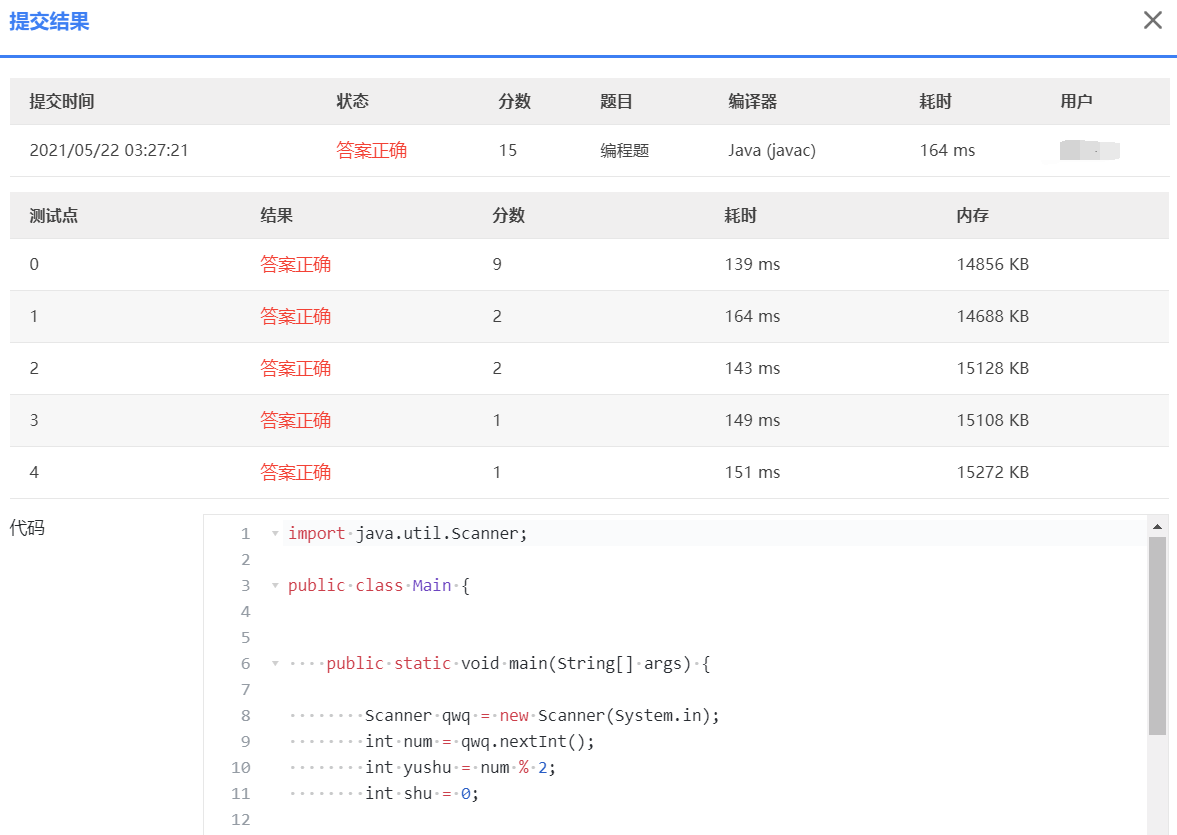 提交结果
提交时间 状态 分数 题目 编译器 耗时 用户
2021/05/22 03:27:21 答案正确 15 编程题 Java (javac) 164 ms
测试点 结果 分数 耗时 内存
0 答案正确 9 139 ms 14856 KB
1 答案正确 2 164 ms 14688 KB
2 答案正确 2 143 ms 15128 KB
3 答案正确 1 149 ms 15108 KB
4 答案正确 1 151 ms 15272 KB
代码
1 import java.util.Scanner;
2
3 public class Main {
4
5
6 public static void main(String[] args) {
7
8 Scanner qwq = new Scanner(System.in);
9 int num = qwq.nextInt();
10 int yushu = num % 2;
11 int shu = 0;
12